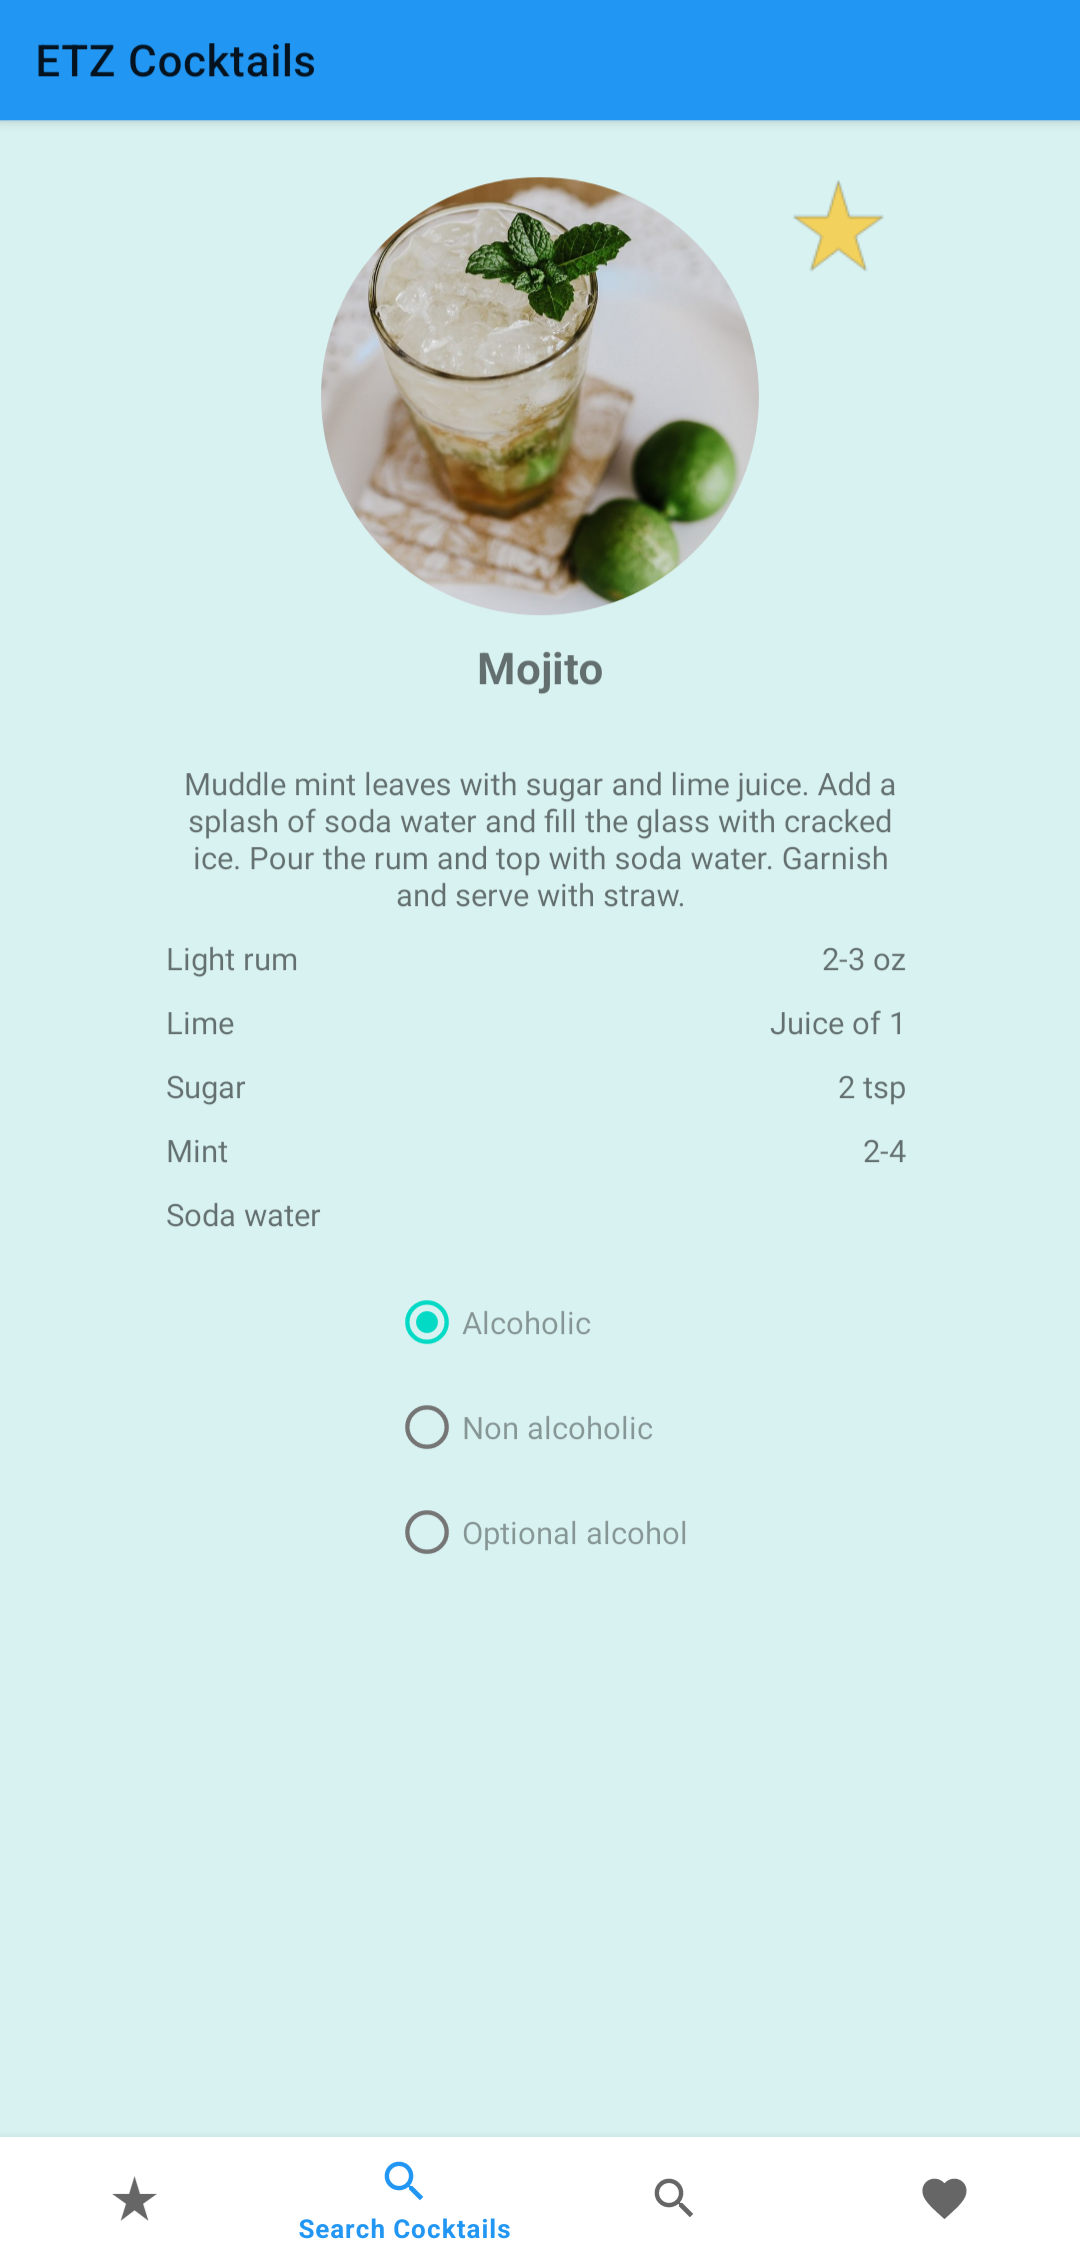 ETZ Cocktails
Mojito
Muddle mint leaves with sugar and lime juice. Add a
splash of soda water and fill the glass with cracked
ice. Pour the rum and top with soda water. Garnish
and serve with straw.
Light rum 2-3 oz
Lime Juice of 1
Sugar 2 tsp
Mint 2-4
Soda water
Alcoholic
Non alcoholic
Optional alcohol
Search Cocktails